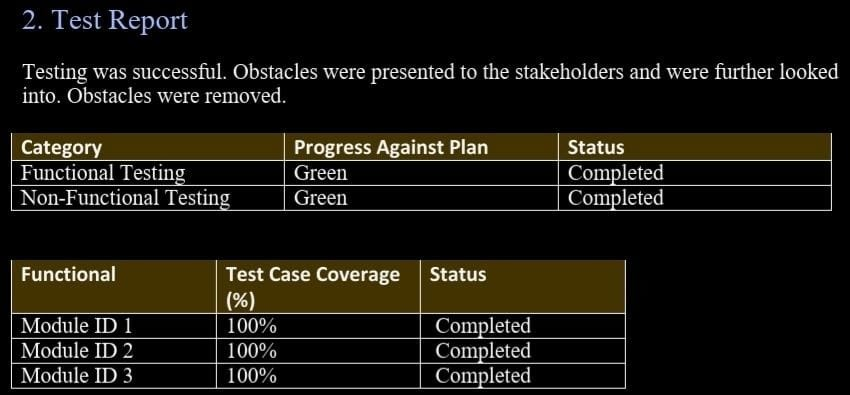 2. Test Report
Testing was successful. Obstacles were presented to the stakeholders and were further looked
into. Obstacles were removed.
Category Progress Against Plan Status
Functional Testing Green Completed
Non-Functional Testing Green Completed
Functional Test Case Coverage Status
(%)
Module ID 1 100% Completed
Module ID 2 100% Completed
Module ID 3 100% Completed